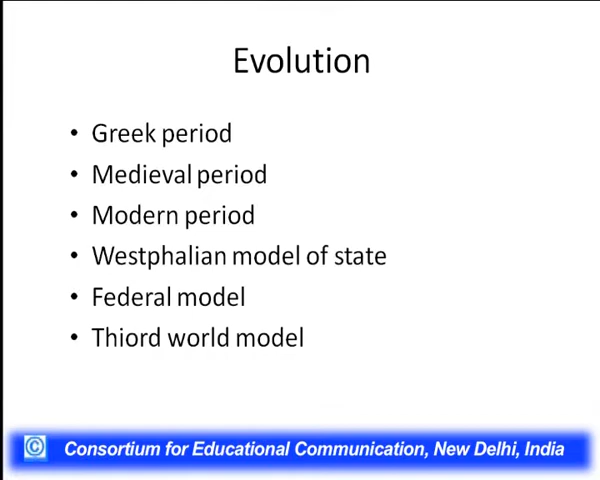 Evolution
• Greek period
• Medieval period
• Modern period
• Westphalian model of state
• Federal model
• Thiord world model
© Consortium for Educational Communication, New Delhi, India